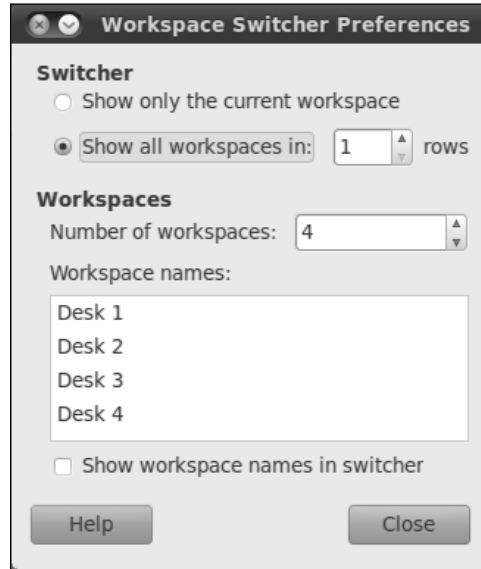 Workspace Switcher Preferences
Switcher
Show only the current workspace
Show all workspaces in: 1 rows
Workspaces
Number of workspaces: 4
Workspace names:
Desk 1
Desk 2
Desk 3
Desk 4
Show workspace names in switcher
Help Close